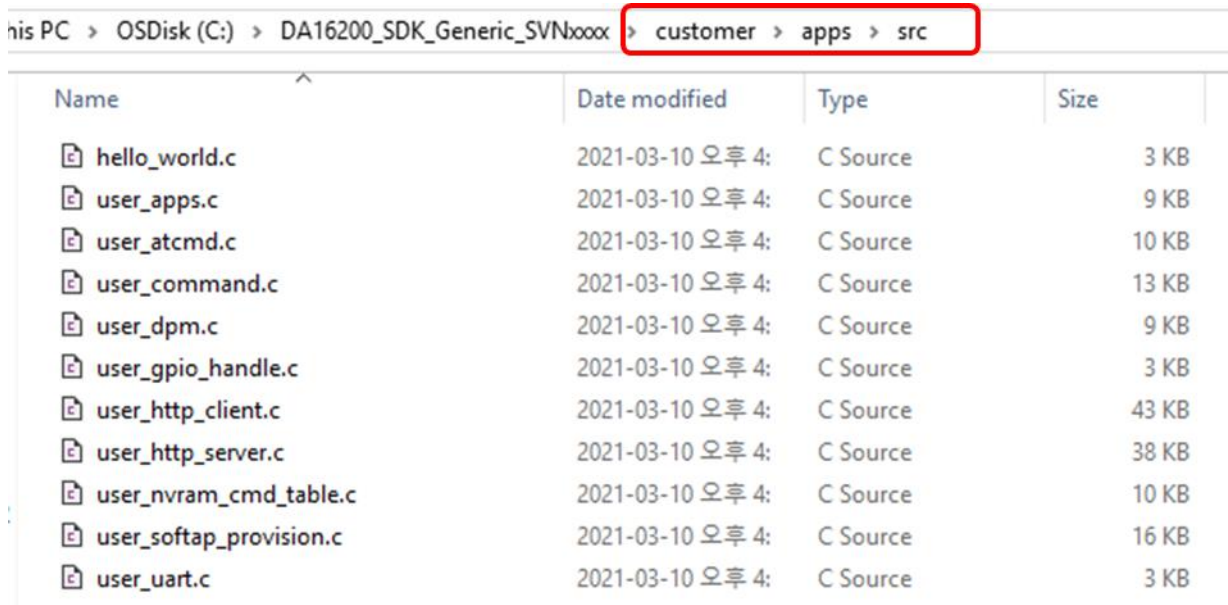 his PC > OSDisk (C:) > DA16200_SDK_Generic_SVNxxxx > customer > apps > src
Name Date modified Type Size
hello_world.c 2021-03-10 오후 4: C Source 3 KB
user_apps.c 2021-03-10 오후 4: C Source 9 KB
user_atcmd.c 2021-03-10 오후 4: C Source 10 KB
user_command.c 2021-03-10 오후 4: C Source 13 KB
user_dpm.c 2021-03-10 오후 4: C Source 9 KB
user_gpio_handle.c 2021-03-10 오후 4: C Source 3 KB
user_http_client.c 2021-03-10 오후 4: C Source 43 KB
user_http_server.c 2021-03-10 오후 4: C Source 38 KB
user_nvram_cmd_table.c 2021-03-10 오후 4: C Source 10 KB
user_softap_provision.c 2021-03-10 오후 4: C Source 16 KB
user_uart.c 2021-03-10 오후 4: C Source 3 KB